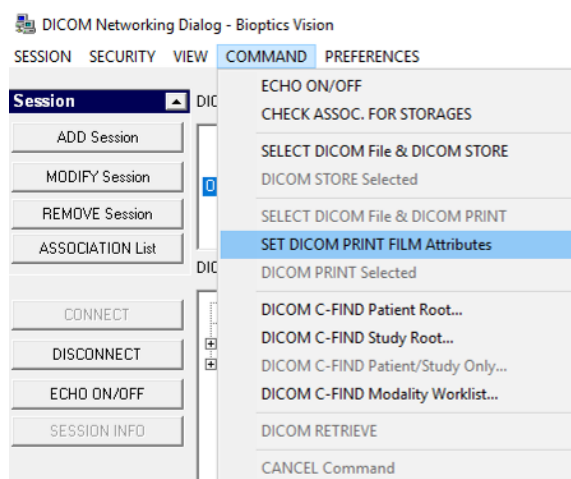 DICOM Networking Dialog - Bioptics Vision
SESSION SECURITY VIEW COMMAND PREFERENCES
Session
ADD Session
MODIFY Session
REMOVE Session
ASSOCIATION List
CONNECT
DISCONNECT
ECHO ON/OFF
SESSION INFO
DIC
DIC
ECHO ON/OFF
CHECK ASSOC. FOR STORAGES
SELECT DICOM File & DICOM STORE
DICOM STORE Selected
SELECT DICOM File & DICOM PRINT
SET DICOM PRINT FILM Attributes
DICOM PRINT Selected
DICOM C-FIND Patient Root...
DICOM C-FIND Study Root...
DICOM C-FIND Patient/Study Only...
DICOM C-FIND Modality Worklist...
DICOM RETRIEVE
CANCEL Command